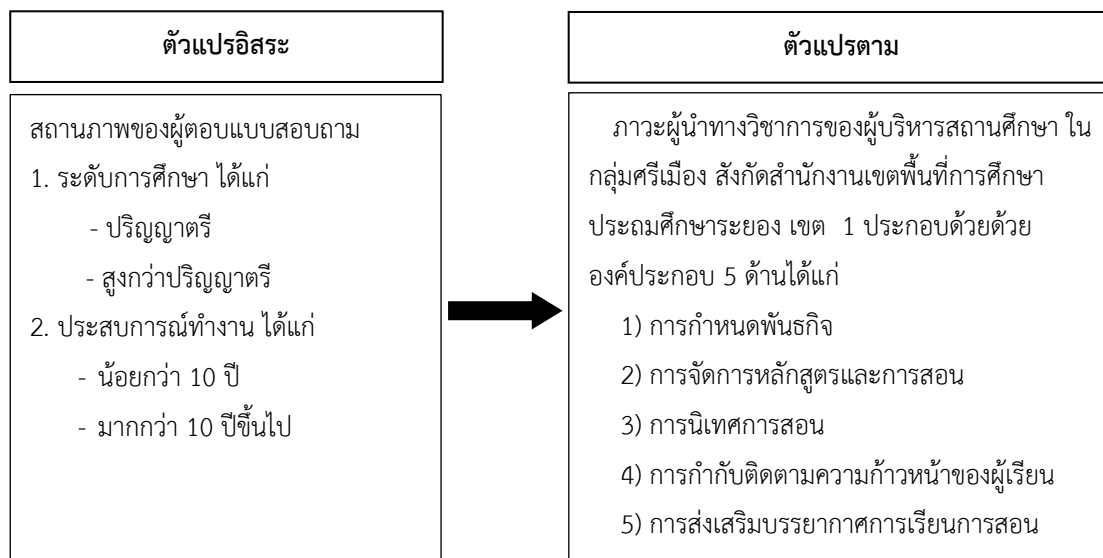 ตัวแปรอิสระ
สถานภาพของผู้ตอบแบบสอบถาม
1. ระดับการศึกษา ได้แก่
- ปริญญาตรี
- สูงกว่าปริญญาตรี
2. ประสบการณ์ทำงาน ได้แก่
- น้อยกว่า 10 ปี
- มากกว่า 10 ปีขึ้นไป
ตัวแปรตาม
ภาวะผู้นำทางวิชาการของผู้บริหารสถานศึกษา ใน
กลุ่มศรีเมือง สังกัดสำนักงานเขตพื้นที่การศึกษา
ประถมศึกษาระยอง เขต 1 ประกอบด้วยด้วย
องค์ประกอบ 5 ด้านได้แก่
1) การกำหนดพันธกิจ
2) การจัดการหลักสูตรและการสอน
3) การนิเทศการสอน
4) การกำกับติดตามความก้าวหน้าของผู้เรียน
5) การส่งเสริมบรรยากาศการเรียนการสอน